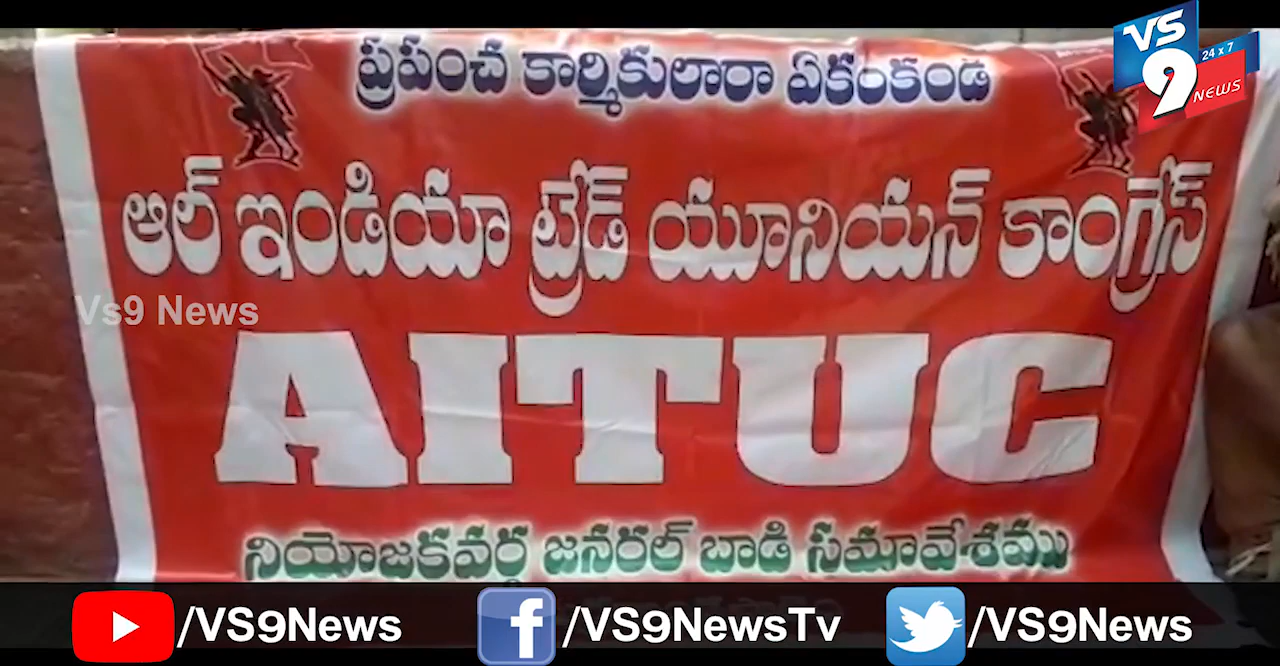 VS
9
24 x 7
NEWS
ప్రపంచ కార్మికులారా ఏకంకండి
ఆల్ ఇండియా ట్రేడ్ యూనియన్ కాంగ్రేస్
Vs9 News
AITUC
నియోజకవర్గ జనరల్ బాడి సమావేశము
/VS9News
/VS9NewsTv
/VS9News